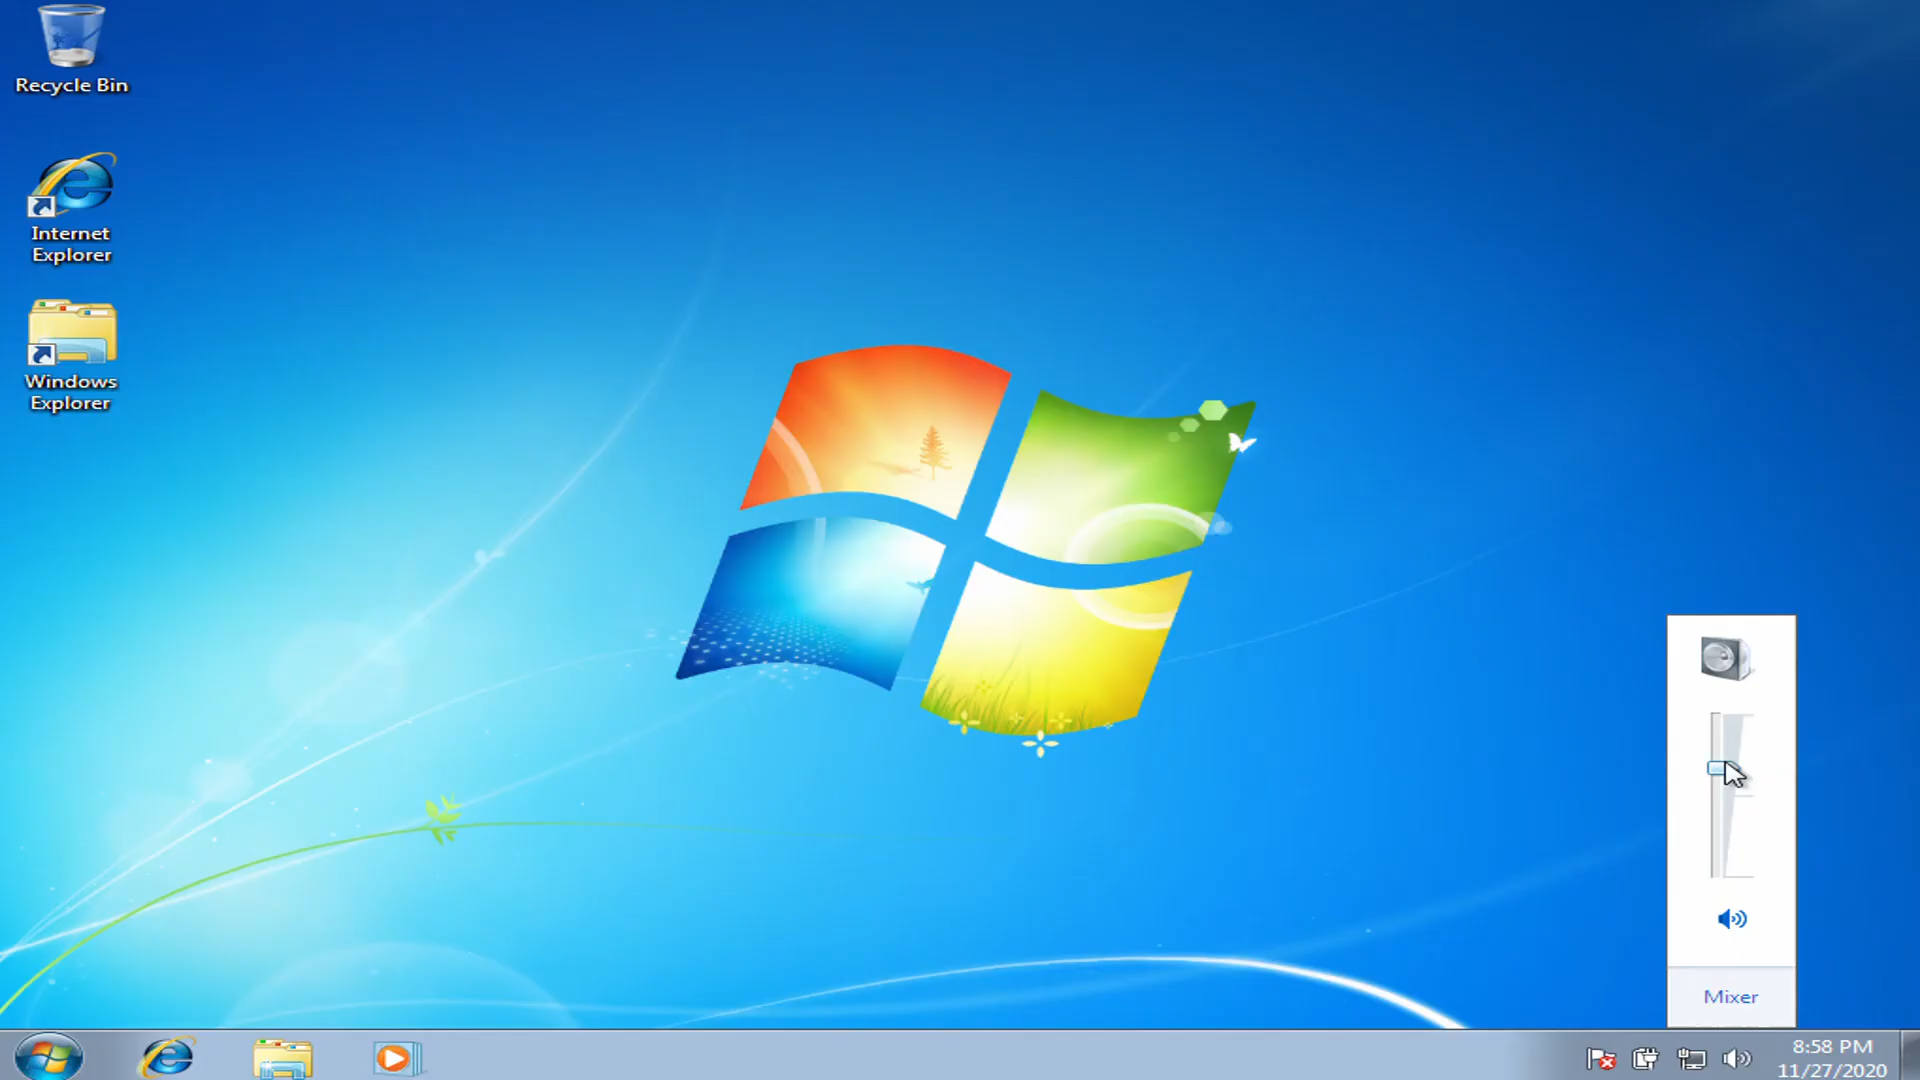 Recycle Bin
Internet
Explorer
Windows
Explorer
Mixer
8:58 PM
11/27/2020